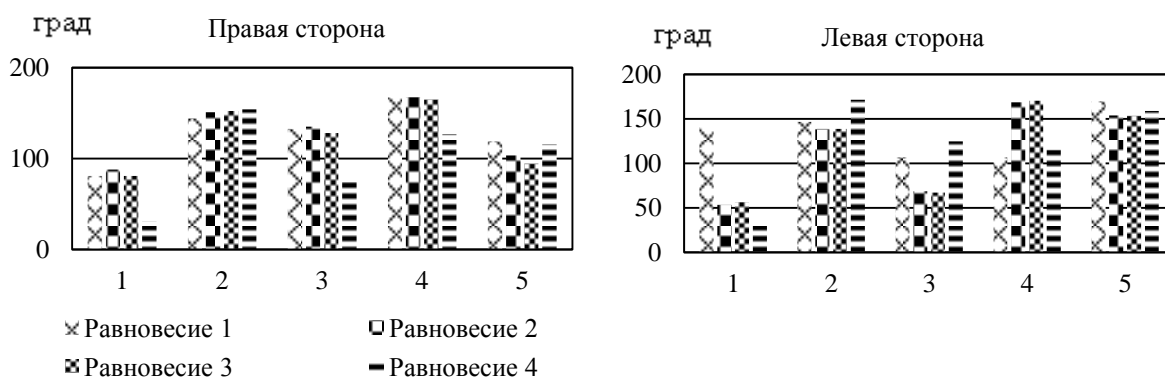 град
Правая сторона
200
100
0
1 2 3 4 5
Равновесие 1 Равновесие 2
Равновесие 3 Равновесие 4
град
Левая сторона
200
150
100
50
0
1 2 3 4 5